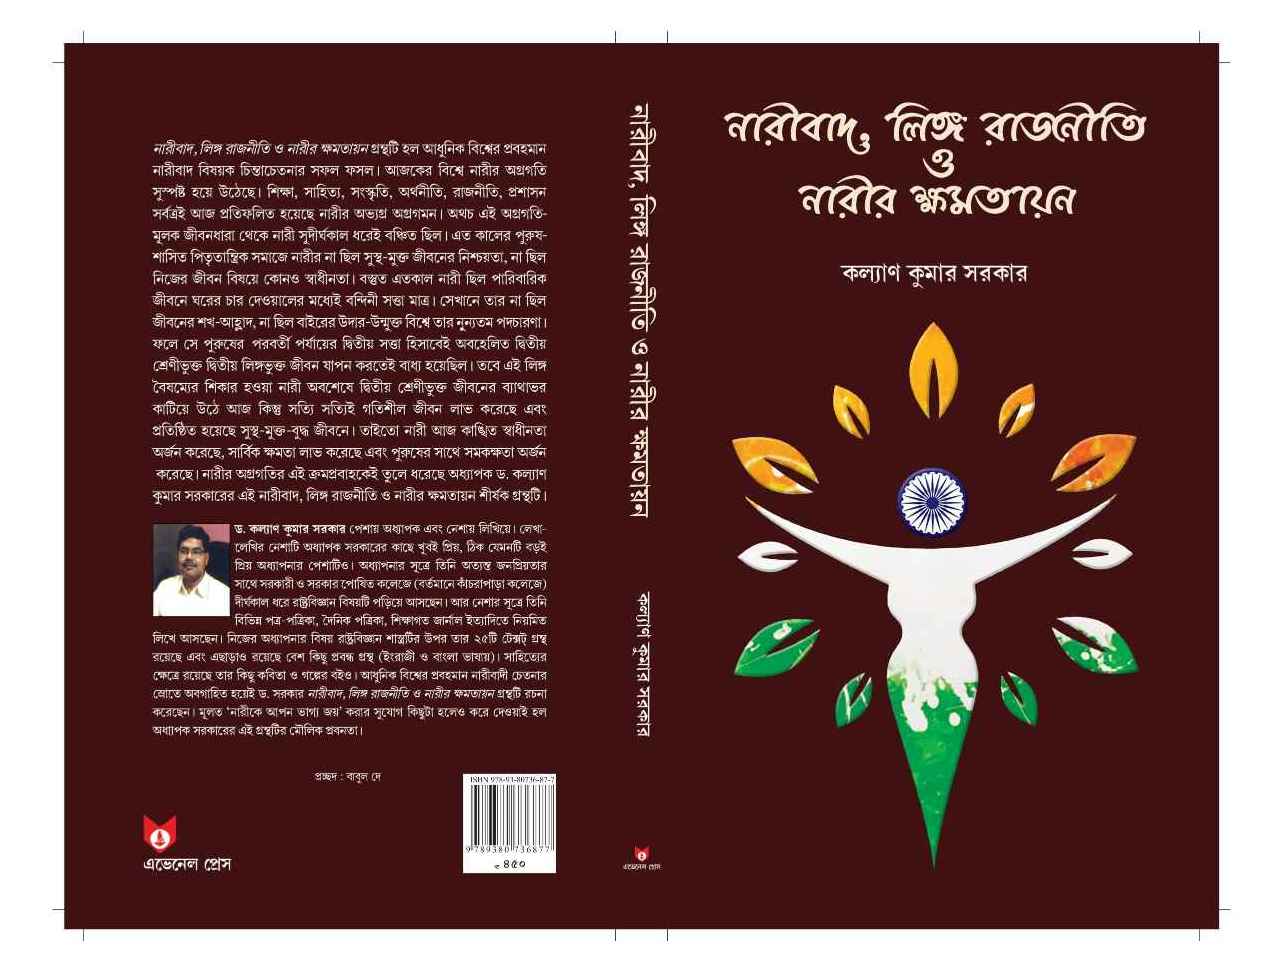 নারীবাদ, লিঙ্গ রাজনীতি ও নারীর ক্ষমতায়ন গ্রন্থটি হল আধুনিক বিশ্বের প্রবহমান
নারীবাদ বিষয়ক চিন্তাচেতনার সফল ফসল। আজকের বিশ্বে নারীর অগ্রগতি
সুস্পষ্ট হয়ে উঠেছে। শিক্ষা, সাহিত্য, সংস্কৃতি, অর্থনীতি, রাজনীতি, প্রশাসন
সর্বত্রই আজ প্রতিফলিত হয়েছে নারীর অভ্যগ্র অগ্রগমন। অথচ এই অগ্রগতি-
মূলক জীবনধারা থেকে নারী সুদীর্ঘকাল ধরেই বঞ্চিত ছিল। এত কালের পুরুষ-
শাসিত পিতৃতান্ত্রিক সমাজে নারীর না ছিল সুস্থ-মুক্ত জীবনের নিশ্চয়তা, না ছিল
নিজের জীবন বিষয়ে কোনও স্বাধীনতা। বস্তুত এতকাল নারী ছিল পারিবারিক
জীবনে ঘরের চার দেওয়ালের মধ্যেই বন্দিনী সত্তা মাত্র। সেখানে তার না ছিল
জীবনের শখ-আহ্লাদ, না ছিল বাইরের উদার-উন্মুক্ত বিশ্বে তার নুন্যতম পদচারণা।
ফলে সে পুরুষের পরবর্তী পর্যায়ের দ্বিতীয় সত্তা হিসাবেই অবহেলিত দ্বিতীয়
শ্রেণীভুক্ত দ্বিতীয় লিঙ্গভুক্ত জীবন যাপন করতেই বাধ্য হয়েছিল। তবে এই লিঙ্গ
বৈষম্যের শিকার হওয়া নারী অবশেষে দ্বিতীয় শ্রেণীভুক্ত জীবনের ব্যাথাভর
কাটিয়ে উঠে আজ কিন্তু সত্যি সত্যিই গতিশীল জীবন লাভ করেছে এবং
প্রতিষ্ঠিত হয়েছে সুস্থ-মুক্ত-বুদ্ধ জীবনে। তাইতো নারী আজ কাঙ্খিত স্বাধীনতা
অর্জন করেছে, সার্বিক ক্ষমতা লাভ করেছে এবং পুরুষের সাথে সমকক্ষতা অর্জন
করেছে। নারীর অগ্রগতির এই ক্রমপ্রবাহকেই তুলে ধরেছে অধ্যাপক ড. কল্যাণ
কুমার সরকারের এই নারীবাদ, লিঙ্গ রাজনীতি ও নারীর ক্ষমতায়ন শীর্ষক গ্রন্থটি।
ড. কল্যাণ কুমার সরকার পেশায় অধ্যাপক এবং নেশায় লিখিয়ে। লেখা-
লেখির নেশাটি অধ্যাপক সরকারের কাছে খুবই প্রিয়, ঠিক যেমনটি বড়ই
প্রিয় অধ্যাপনার পেশাটিও। অধ্যাপনার সূত্রে তিনি অত্যন্ত জনপ্রিয়তার
সাথে সরকারী ও সরকার পোষিত কলেজে (বর্তমানে কাঁচরাপাড়া কলেজে)
দীর্ঘকাল ধরে রাষ্ট্রবিজ্ঞান বিষয়টি পড়িয়ে আসছেন। আর নেশার সূত্রে তিনি
বিভিন্ন পত্র-পত্রিকা, দৈনিক পত্রিকা, শিক্ষাগত জার্নাল ইত্যাদিতে নিয়মিত
লিখে আসছেন। নিজের অধ্যাপনার বিষয় রাষ্ট্রবিজ্ঞান শাস্ত্রটির উপর তার ২৫টি টেক্সট্ গ্রন্থ
রয়েছে এবং এছাড়াও রয়েছে বেশ কিছু প্রবন্ধ গ্রন্থ (ইংরাজী ও বাংলা ভাষায়)। সাহিত্যের
ক্ষেত্রে রয়েছে তার কিছু কবিতা ও গল্পের বইও। আধুনিক বিশ্বের প্রবহমান নারীবাদী চেতনার
স্রোতে অবগাহিত হয়েই ড. সরকার নারীবাদ, লিঙ্গ রাজনীতি ও নারীর ক্ষমতায়ন গ্রন্থটি রচনা
করেছেন। মূলত ‘নারীকে আপন ভাগ্য জয়’ করার সুযোগ কিছুটা হলেও করে দেওয়াই হল
অধ্যাপক সরকারের এই গ্রন্থটির মৌলিক প্রবনতা।
প্রচ্ছদ : বাবুল দে
ISBN 978-93-80736-87-7
9 789380 736877
৪৫০
এভেনেল প্রেস
নারীবাদ, লিঙ্গ রাজনীতি ও নারীর ক্ষমতায়ন
কল্যাণ কুমার সরকার
এভেনেল প্রেস
নারীবাদ, লিঙ্গ রাজনীতি
ও
নারীর ক্ষমতায়ন
কল্যাণ কুমার সরকার